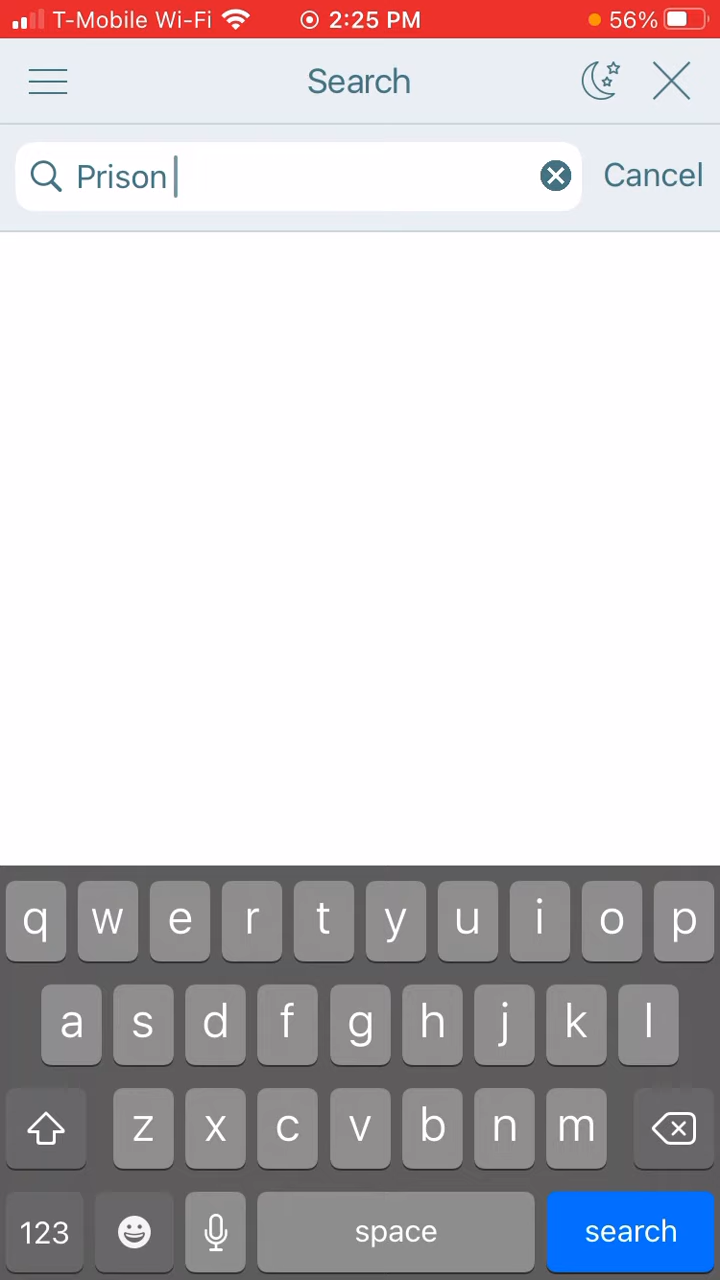 T-Mobile Wi-Fi 2:25 PM 56%
Search
Prison Cancel
q w e r t y u i o p
a s d f g h j k l
z x c v b n m
123 space search